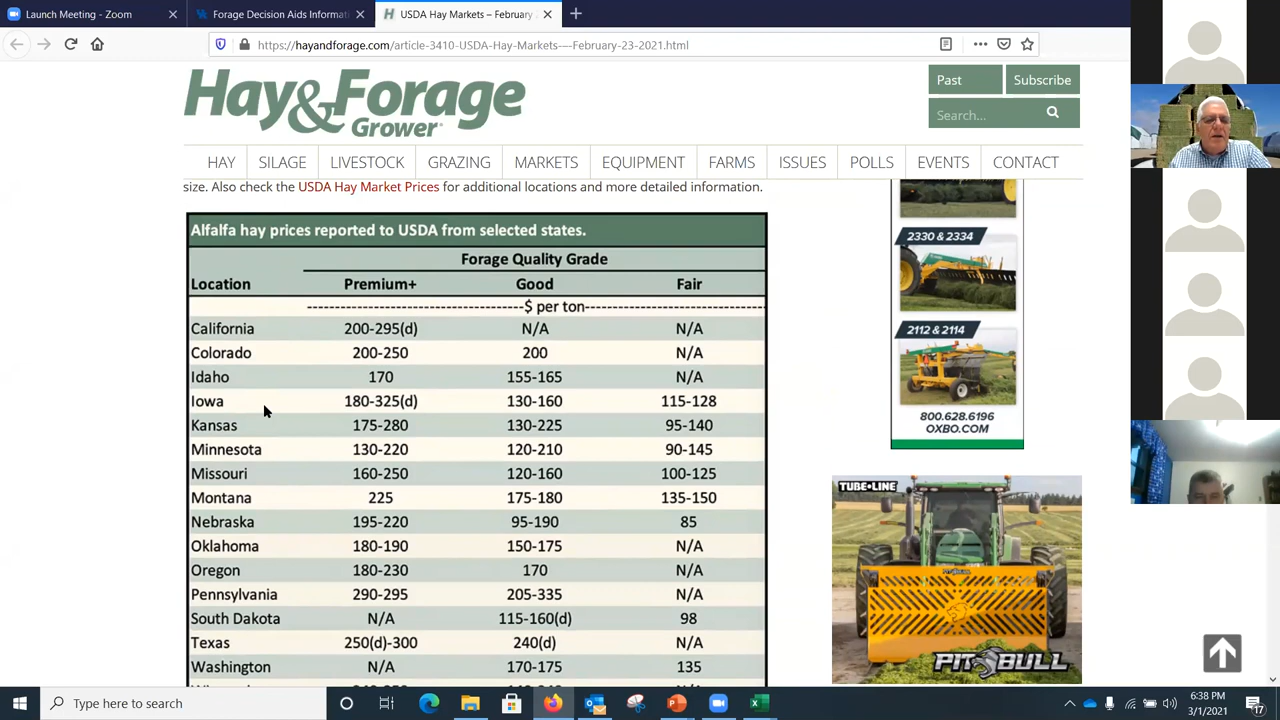 Launch Meeting - Zoom
Forage Decision Aids Informati
USDA Hay Markets – February
https://hayandforage.com/article-3410-USDA-Hay-Markets-—-February-23-2021.html
Hay&Forage
Grower
Past
Subscribe
Search...
HAY
SILAGE
LIVESTOCK
GRAZING
MARKETS
EQUIPMENT
FARMS
ISSUES
POLLS
EVENTS
CONTACT
size. Also check the USDA Hay Market Prices for additional locations and more detailed information.
Alfalfa hay prices reported to USDA from selected states.
Forage Quality Grade
Location Premium+ Good Fair
$ per ton
California 200-295(d) N/A N/A
Colorado 200-250 200 N/A
Idaho 170 155-165 N/A
Iowa 180-325(d) 130-160 115-128
Kansas 175-280 130-225 95-140
Minnesota 130-220 120-210 90-145
Missouri 160-250 120-160 100-125
Montana 225 175-180 135-150
Nebraska 195-220 95-190 85
Oklahoma 180-190 150-175 N/A
Oregon 180-230 170 N/A
Pennsylvania 290-295 205-335 N/A
South Dakota N/A 115-160(d) 98
Texas 250(d)-300 240(d) N/A
Washington N/A 170-175 135
2330 & 2334
2112 & 2114
800.628.6196
OXBO.COM
TUBE-LINE
PITBULL
Type here to search
6:38 PM
3/1/2021
17